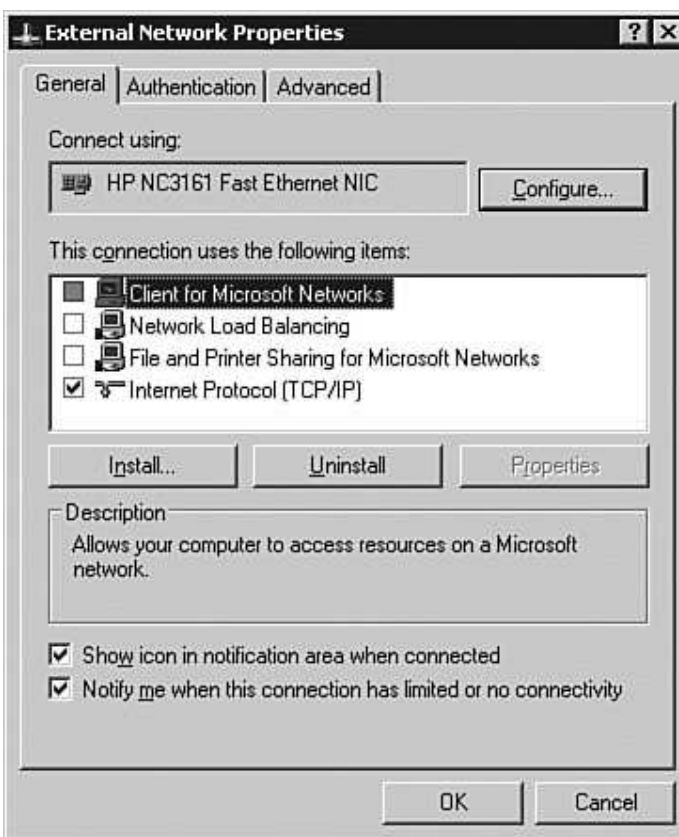 External Network Properties
General
Authentication
Advanced
Connect using:
HP NC3161 Fast Ethernet NIC
Configure...
This connection uses the following items:
Client for Microsoft Networks
Network Load Balancing
File and Printer Sharing for Microsoft Networks
Internet Protocol (TCP/IP)
Install...
Uninstall
Properties
Description
Allows your computer to access resources on a Microsoft
network.
Show icon in notification area when connected
Notify me when this connection has limited or no connectivity
OK
Cancel